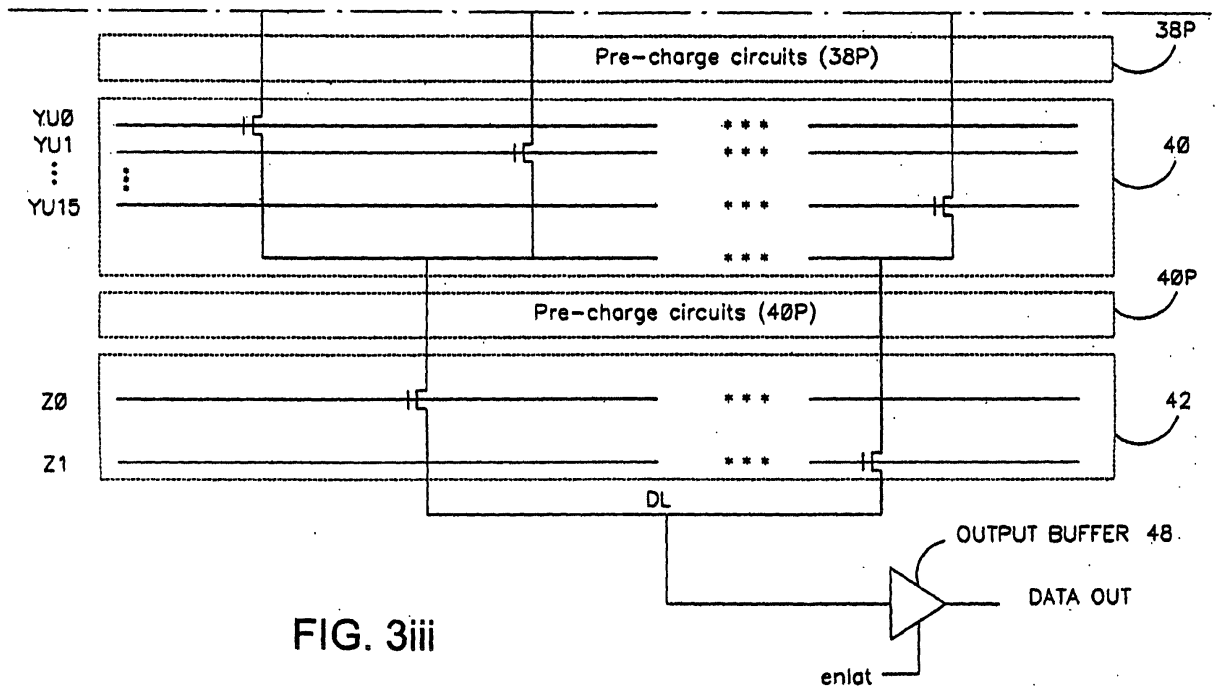 38P
Pre-charge circuits (38P)
YU0
YU1
YU15
* * *
* * *
* * *
* * *
40
40P
Pre-charge circuits (40P)
Z0
* * *
42
Z1
* * *
DL
OUTPUT BUFFER 48
DATA OUT
enlat
FIG. 3iii